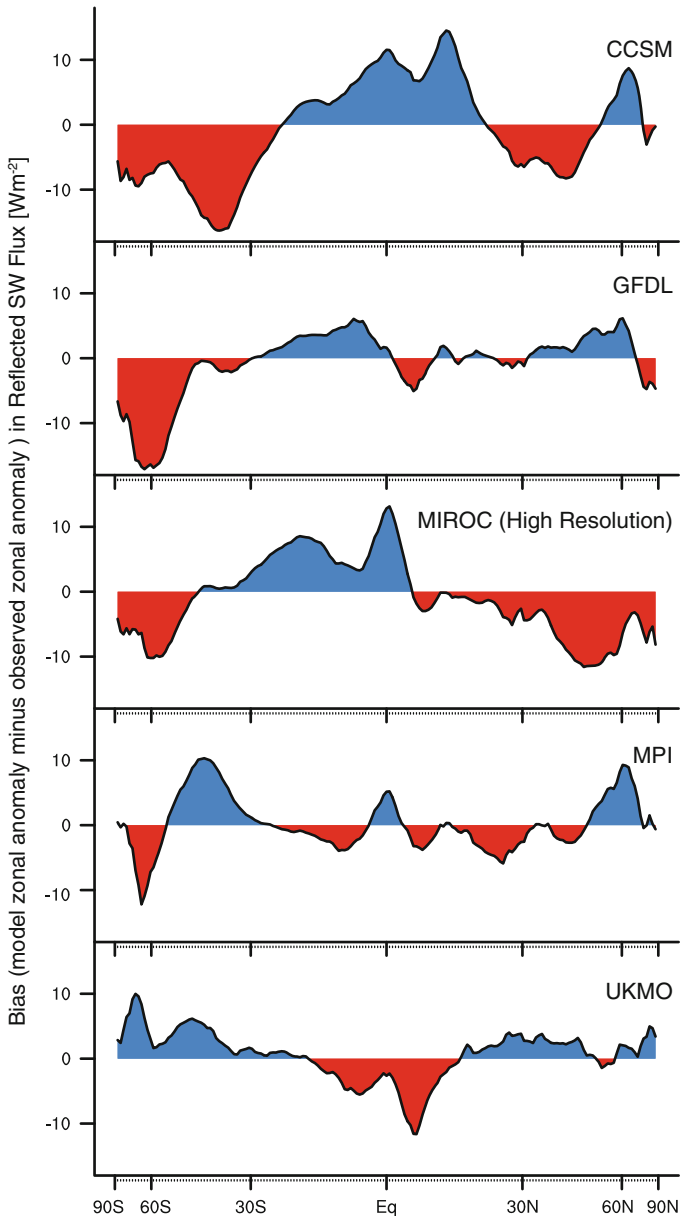 Bias (model zonal anomaly minus observed zonal anomaly ) in Reflected SW Flux [Wm-2]
CCSM
10
0
-10
GFDL
10
0
-10
MIROC (High Resolution)
10
0
-10
MPI
10
0
-10
UKMO
10
0
-10
90S 60S 30S Eq 30N 60N 90N